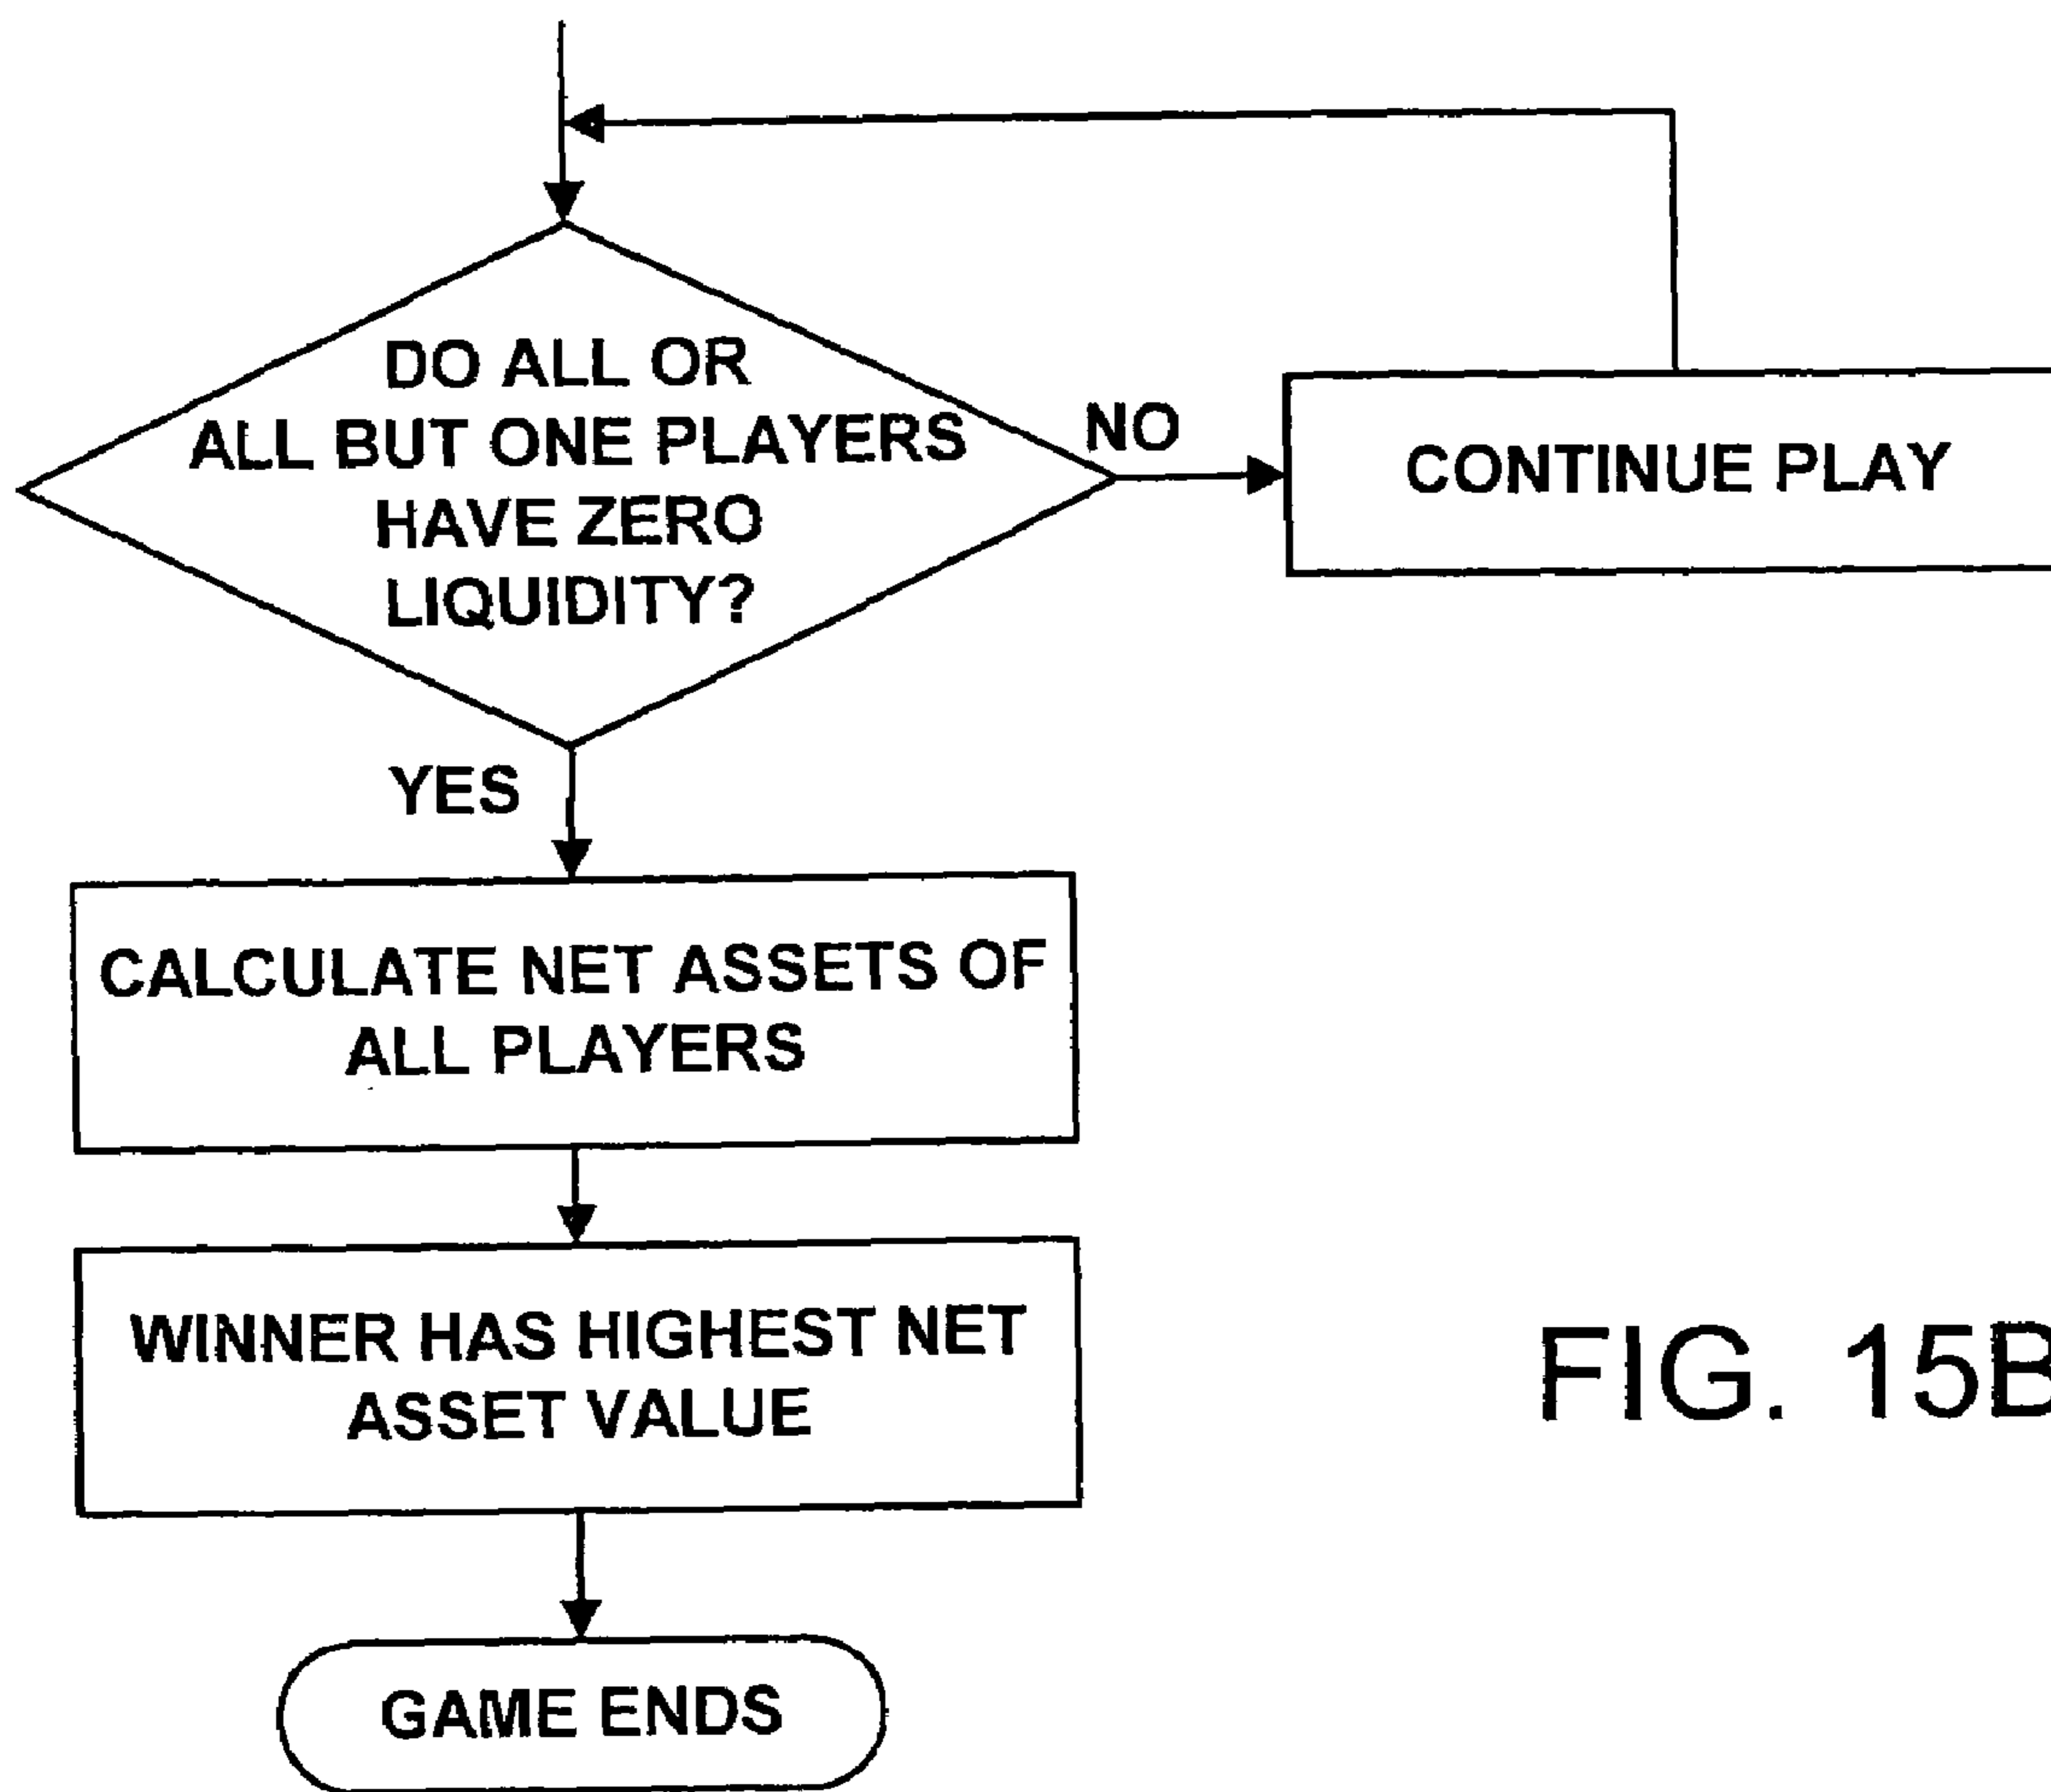 DO ALL OR
ALL BUT ONE PLAYERS
HAVE ZERO
LIQUIDITY?
NO
CONTINUE PLAY
YES
CALCULATE NET ASSETS OF
ALL PLAYERS
WINNER HAS HIGHEST NET
ASSET VALUE
FIG. 15B
GAME ENDS